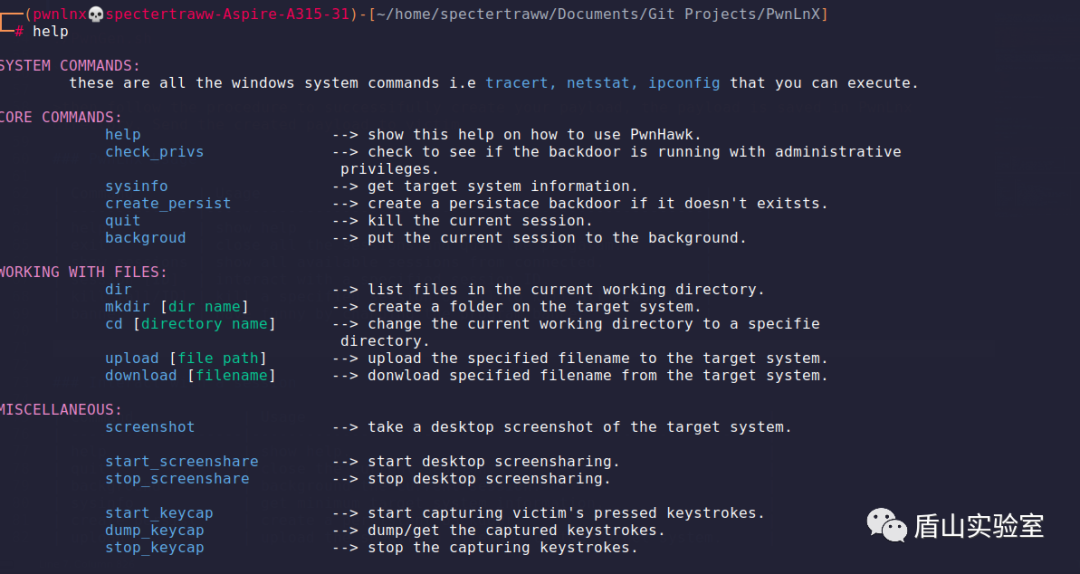 (pwnlnx💀spectertraww-Aspire-A315-31)-[~/home/spectertraww/Documents/Git Projects/PwnLnX]
# help
SYSTEM COMMANDS:
these are all the windows system commands i.e tracert, netstat, ipconfig that you can execute.
CORE COMMANDS:
help --> show this help on how to use PwnHawk.
check_privs --> check to see if the backdoor is running with administrative
privileges.
sysinfo --> get target system information.
create_persist --> create a persistace backdoor if it doesn't exitsts.
quit --> kill the current session.
backgroud --> put the current session to the background.
WORKING WITH FILES:
dir --> list files in the current working directory.
mkdir [dir name] --> create a folder on the target system.
cd [directory name] --> change the current working directory to a specifie
directory.
upload [file path] --> upload the specified filename to the target system.
download [filename] --> donwload specified filename from the target system.
MISCELLANEOUS:
screenshot --> take a desktop screenshot of the target system.
start_screenshare --> start desktop screensharing.
stop_screenshare --> stop desktop screensharing.
start_keycap --> start capturing victim's pressed keystrokes.
dump_keycap --> dump/get the captured keystrokes.
stop_keycap --> stop the capturing keystrokes.
盾山实验室